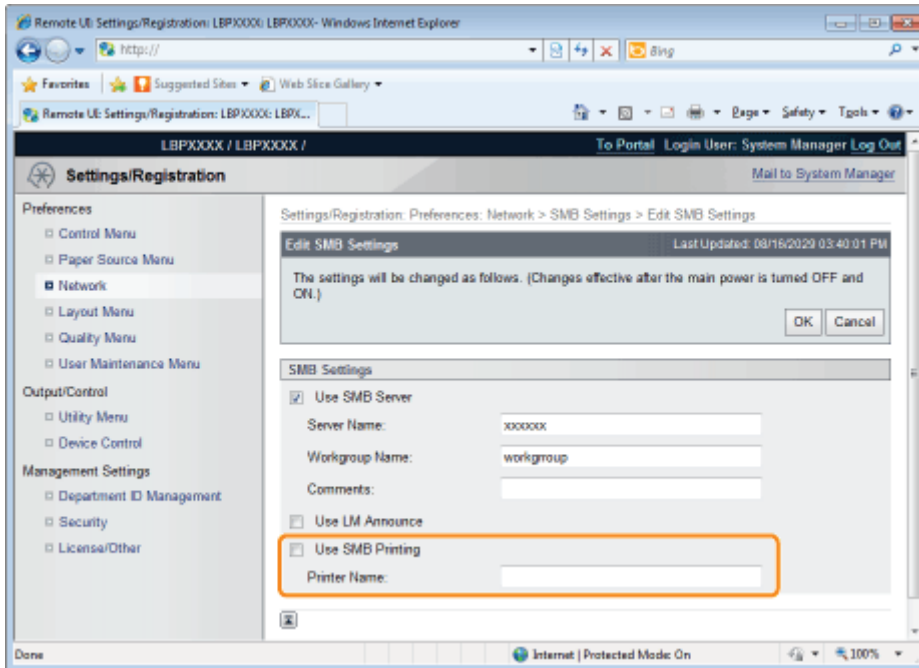 Remote UI: Settings/Registration: LBPXXXX: LBPXXXX - Windows Internet Explorer
http://
Bing
Favorites Suggested Sites Web Slice Gallery
Remote UI: Settings/Registration: LBPXXXX: LBPX...
Page Safety Tools
LBPXXXX / LBPXXXX /
To Portal Login User: System Manager Log Out
Settings/Registration
Mail to System Manager
Preferences
Control Menu
Paper Source Menu
Network
Layout Menu
Quality Menu
User Maintenance Menu
Output/Control
Utility Menu
Device Control
Management Settings
Department ID Management
Security
License/Other
Settings/Registration: Preferences: Network > SMB Settings > Edit SMB Settings
Edit SMB Settings
Last Updated: 08/16/2029 03:40:01 PM
The settings will be changed as follows. (Changes effective after the main power is turned OFF and
ON.)
OK Cancel
SMB Settings
Use SMB Server
Server Name: xxxxxxx
Workgroup Name: workgrroup
Comments:
Use LM Announce
Use SMB Printing
Printer Name:
Done
Internet | Protected Mode: On
100%